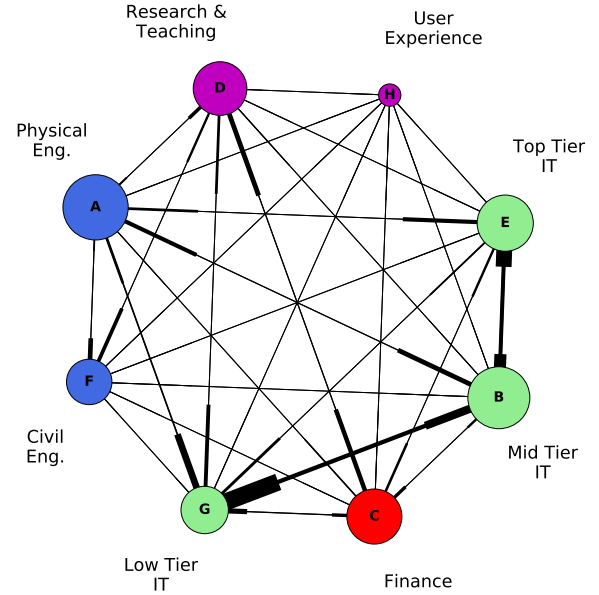 Research &
Teaching
User
Experience
D
H
Physical
Eng.
Top Tier
IT
A
E
F
B
Civil
Eng.
Mid Tier
IT
G
C
Low Tier
IT
Finance